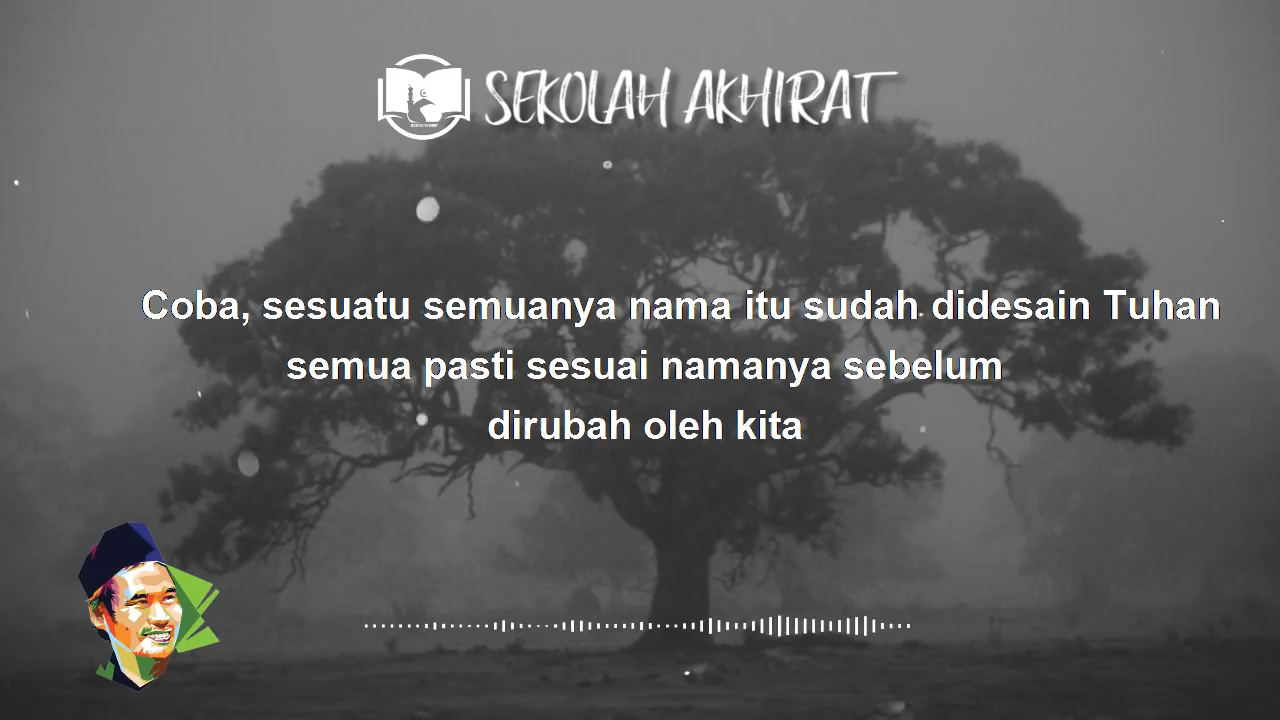 SEKOLAH AKHIRAT
Coba, sesuatu semuanya nama itu sudah didesain Tuhan
semua pasti sesuai namanya sebelum
dirubah oleh kita